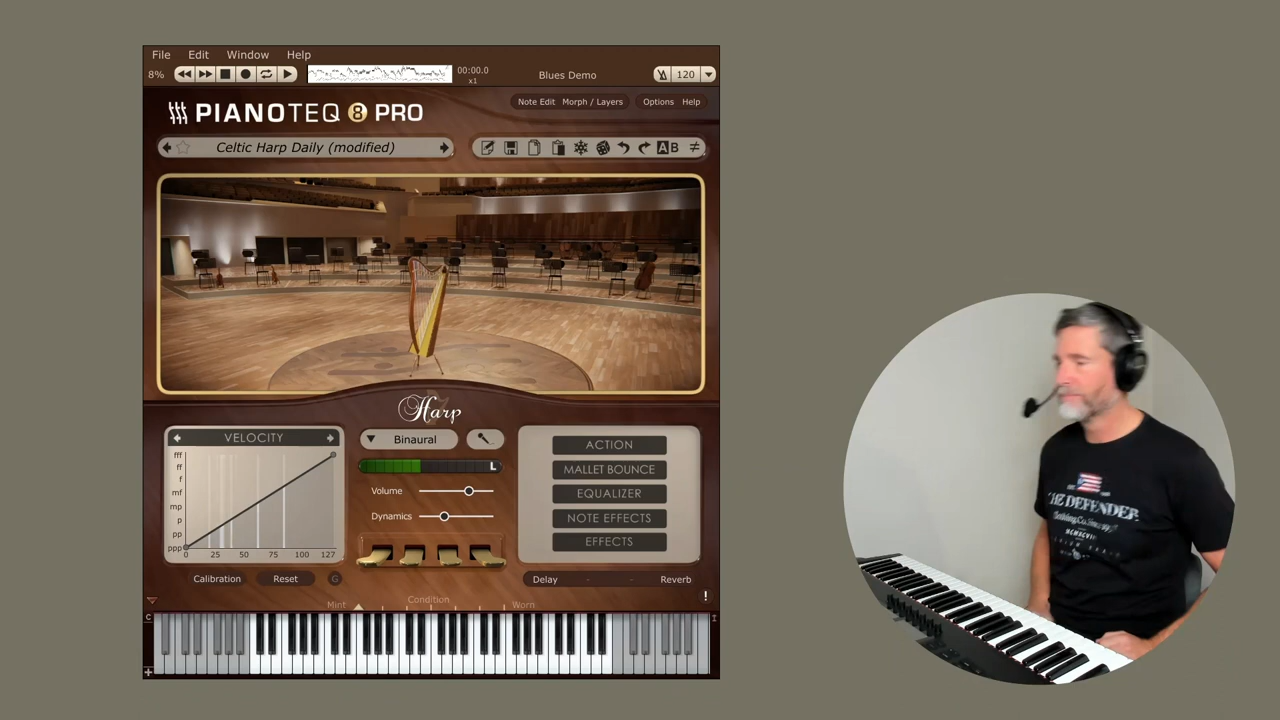 File Edit Window Help
8% 00:00.0 x1 Blues Demo 120
Note Edit Morph / Layers Options Help
PIANOTEQ 8 PRO
Celtic Harp Daily (modified) AB ≠
Harp
VELOCITY
fff
ff
f
mf
mp
p
pp
ppp
0 25 50 75 100 127
Binaural
L
Volume
Dynamics
ACTION
MALLET BOUNCE
EQUALIZER
NOTE EFFECTS
EFFECTS
Calibration Reset G
Delay - - Reverb
!
Mint Condition Worn
C
THE DEFENDER